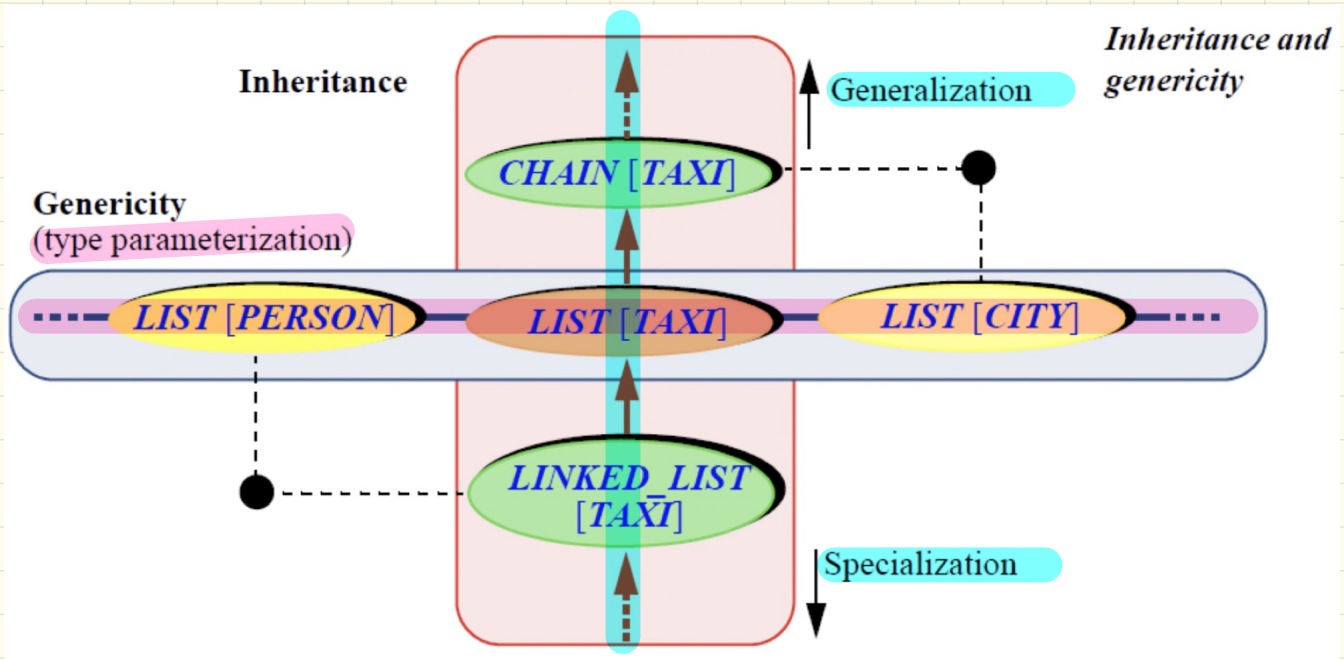 Inheritance and
genericity
Inheritance
Generalization
CHAIN [TAXI]
Genericity
(type parameterization)
LIST [PERSON]
LIST [TAXI]
LIST [CITY]
LINKED_LIST
[TAXI]
Specialization